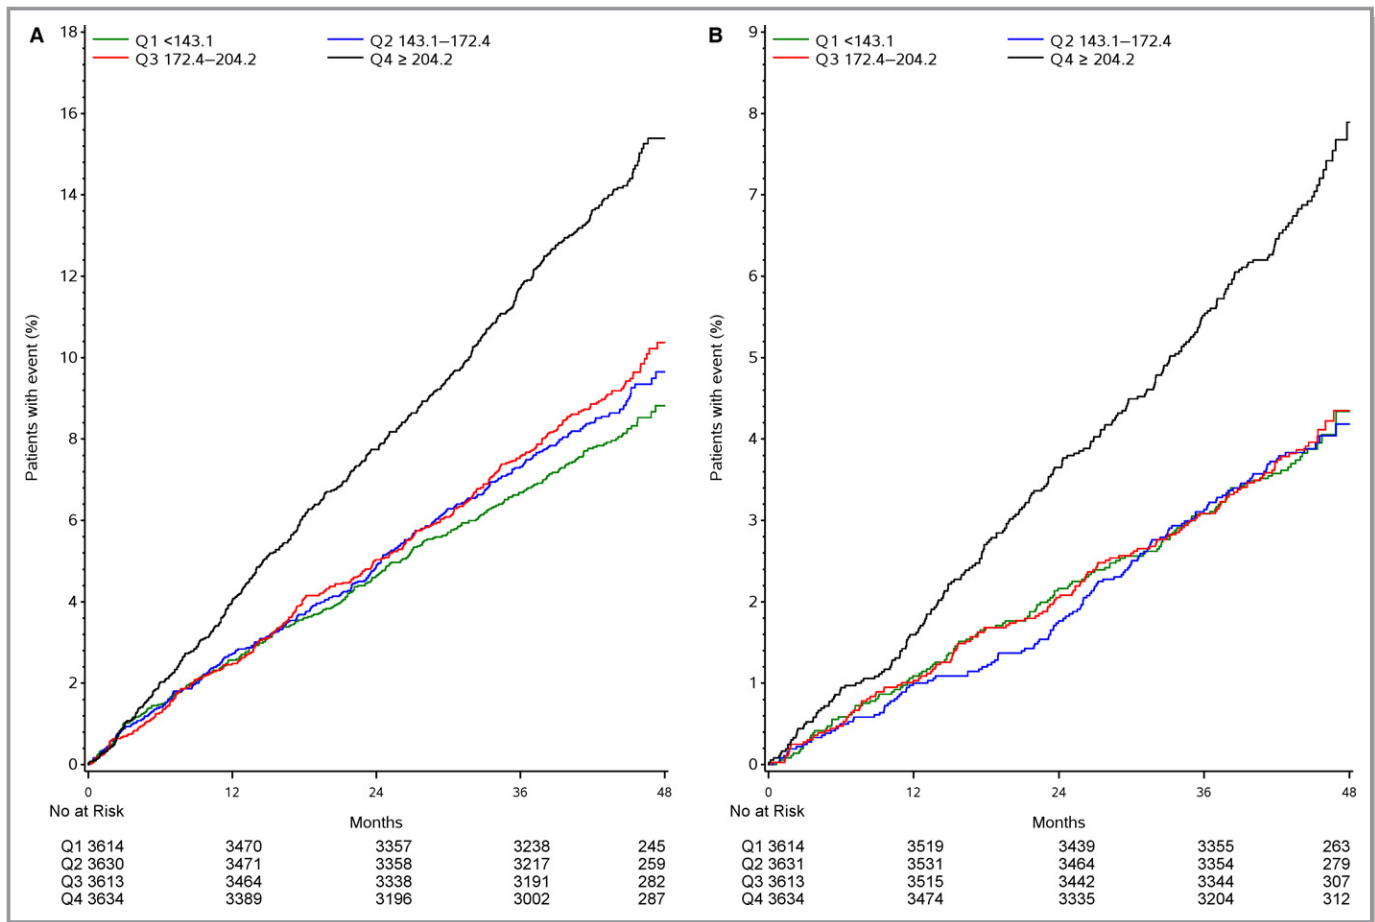 A
Q1 <143.1
Q2 143.1–172.4
Q3 172.4–204.2
Q4 ≥ 204.2
Patients with event (%)
18
16
14
12
10
8
6
4
2
0
0 12 24 36 48
No at Risk
Months
Q1 3614 3470 3357 3238 245
Q2 3630 3471 3358 3217 259
Q3 3613 3464 3338 3191 282
Q4 3634 3389 3196 3002 287
B
Q1 <143.1
Q2 143.1–172.4
Q3 172.4–204.2
Q4 ≥ 204.2
Patients with event (%)
9
8
7
6
5
4
3
2
1
0
0 12 24 36 48
No at Risk
Months
Q1 3614 3519 3439 3355 263
Q2 3631 3531 3464 3354 279
Q3 3613 3515 3442 3344 307
Q4 3634 3474 3335 3204 312